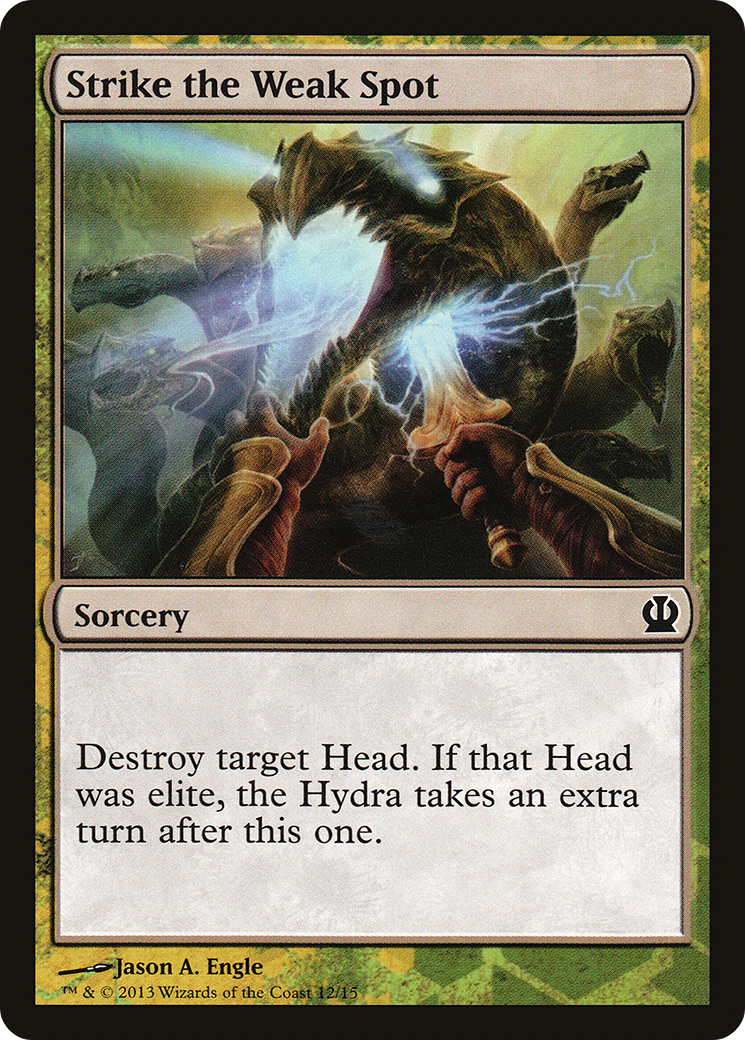 Strike the Weak Spot
Sorcery
Destroy target Head. If that Head
was elite, the Hydra takes an extra
turn after this one.
Jason A. Engle
™ & © 2013 Wizards of the Coast 12/15